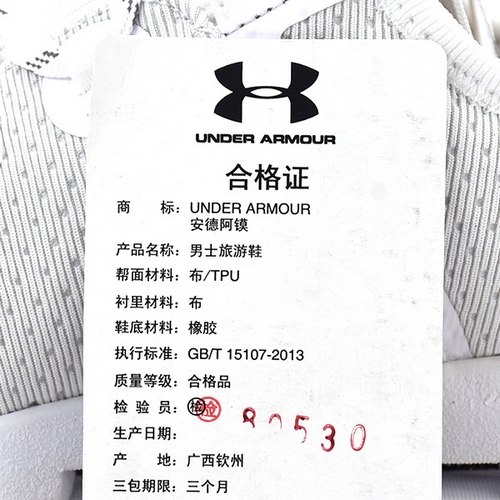 UNDER ARMOUR
合格证
商 标：UNDER ARMOUR
安德阿镆
产品名称：男士旅游鞋
帮面材料：布/TPU
衬里材料：布
鞋底材料：橡胶
执行标准：GB/T 15107-2013
质量等级：合格品
检 验 员：检 验
生产日期：80530
产 地：广西钦州
三包期限：三个月